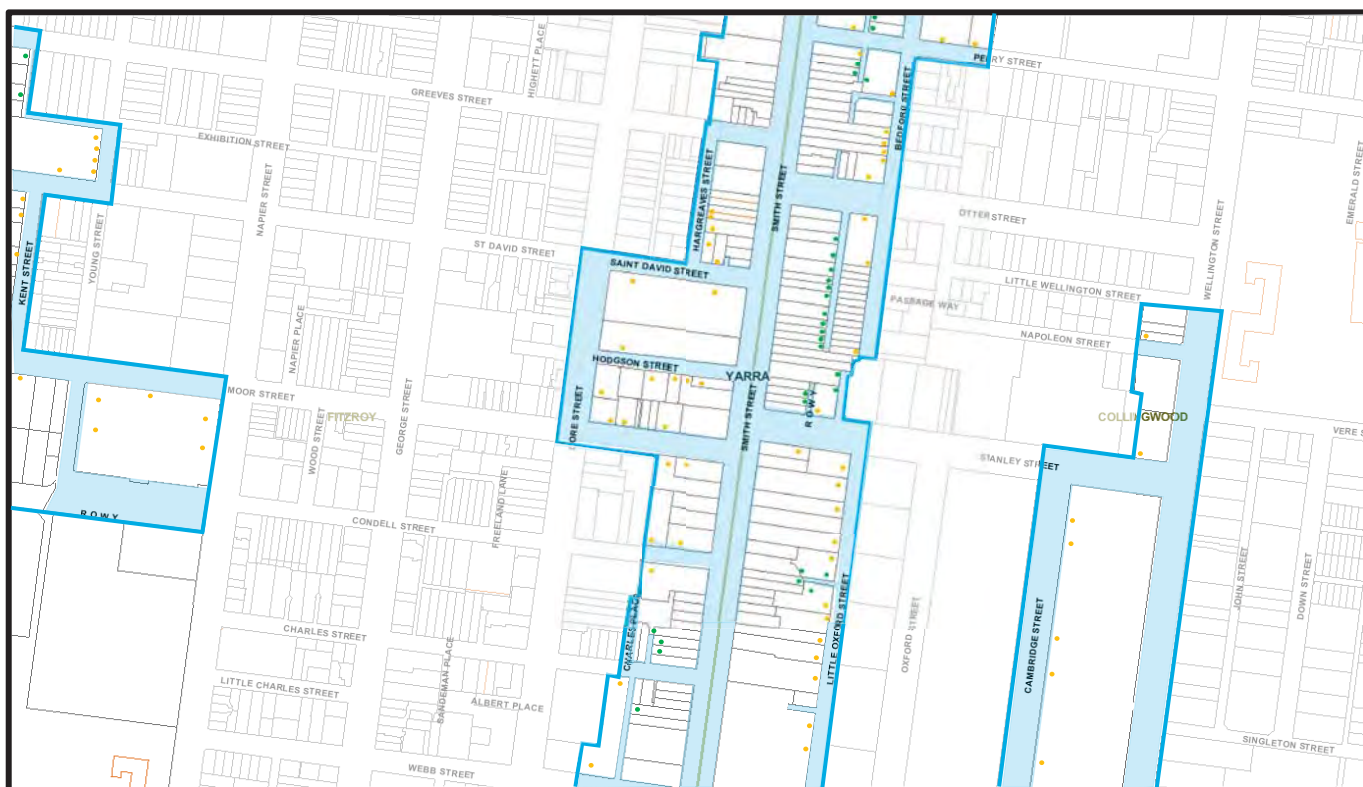 PERRY STREET
HIGHETT PLACE
GREEVES STREET
BEDFORD STREET
EXHIBITION STREET
EMERALD STREET
NAPIER STREET
HARGREAVES STREET
SMITH STREET
OTTER STREET
WELLINGTON STREET
YOUNG STREET
KENT STREET
ST DAVID STREET
SAINT DAVID STREET
LITTLE WELLINGTON STREET
PASSAGE WAY
NAPOLEON STREET
NAPIER PLACE
HODGSON STREET
YARRA
MOOR STREET
GEORGE STREET
FITZROY
R O W Y
COLLINGWOOD
SMITH STREET
WOOD STREET
VERE S
STANLEY STREET
FREELAND LANE
R O W Y
CONDELL STREET
JOHN STREET
DOWN STREET
LITTLE OXFORD STREET
OXFORD STREET
CHARLES PLACE
CHARLES STREET
CAMBRIDGE STREET
SANDEMAN PLACE
LITTLE CHARLES STREET
ALBERT PLACE
SINGLETON STREET
WEBB STREET